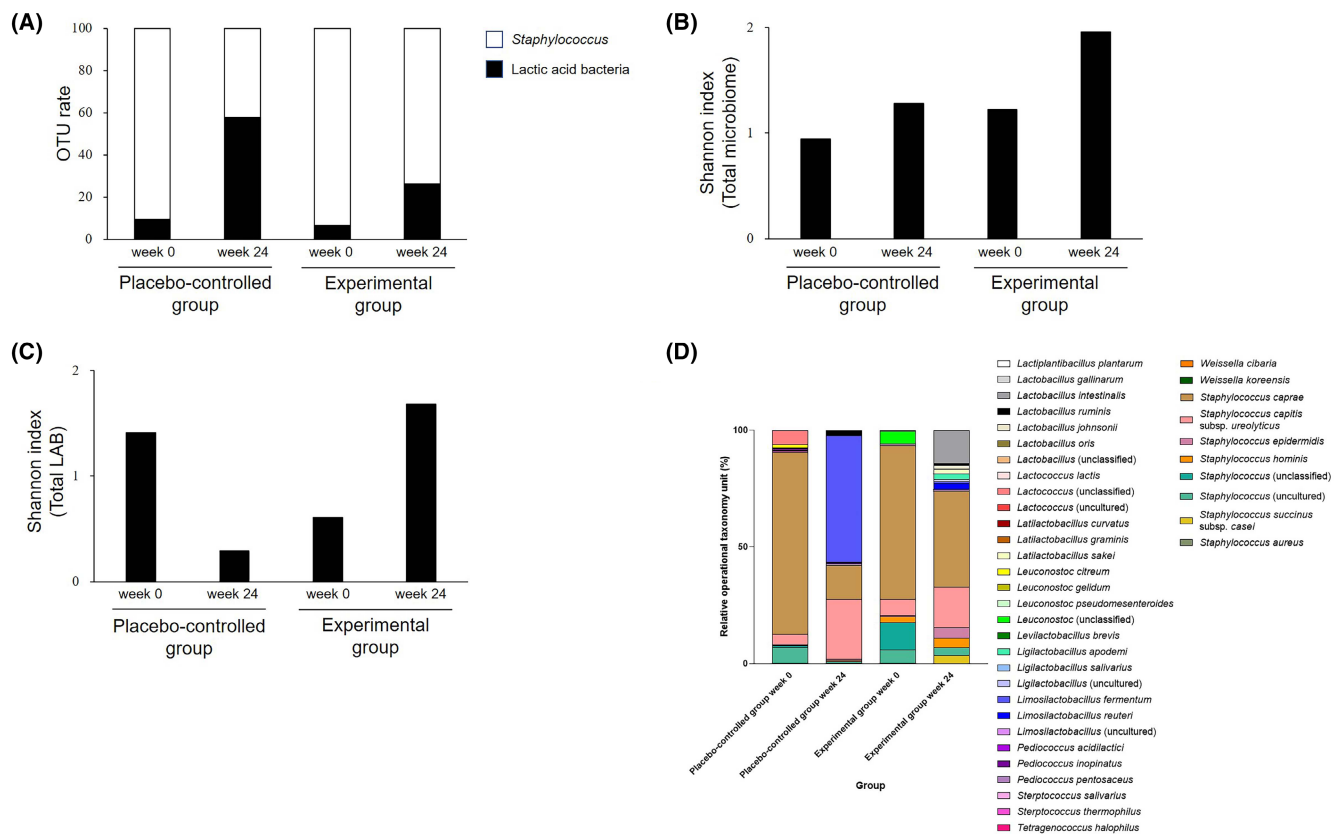 (A)
100
80
60
40
20
0
OTU rate
week 0
week 24
week 0
week 24
Placebo-controlled
group
Experimental
group
Staphylococcus
Lactic acid bacteria
(B)
2
1
0
Shannon index
(Total microbiome)
week 0
week 24
week 0
week 24
Placebo-controlled
group
Experimental
group
(C)
2
1
0
Shannon index
(Total LAB)
week 0
week 24
week 0
week 24
Placebo-controlled
group
Experimental
group
(D)
100
50
0
Relative operational taxonomy unit (%)
Placebo-controlled group week 0
Placebo-controlled group week 24
Experimental group week 0
Experimental group week 24
Group
Lactiplantibacillus plantarum
Lactobacillus gallinarum
Lactobacillus intestinalis
Lactobacillus ruminis
Lactobacillus johnsonii
Lactobacillus oris
Lactobacillus (unclassified)
Lactococcus lactis
Lactococcus (unclassified)
Lactococcus (uncultured)
Latilactobacillus curvatus
Latilactobacillus graminis
Latilactobacillus sakei
Leuconostoc citreum
Leuconostoc gelidum
Leuconostoc pseudomesenteroides
Leuconostoc (unclassified)
Levilactobacillus brevis
Ligilactobacillus apodemi
Ligilactobacillus salivarius
Ligilactobacillus (uncultured)
Limosilactobacillus fermentum
Limosilactobacillus reuteri
Limosilactobacillus (uncultured)
Pediococcus acidilactici
Pediococcus inopinatus
Pediococcus pentosaceus
Sterptococcus salivarius
Sterptococcus thermophilus
Tetragenococcus halophilus
Weissella cibaria
Weissella koreensis
Staphylococcus caprae
Staphylococcus capitis
subsp. ureolyticus
Staphylococcus epidermidis
Staphylococcus hominis
Staphylococcus (unclassified)
Staphylococcus (uncultured)
Staphylococcus succinus
subsp. casei
Staphylococcus aureus